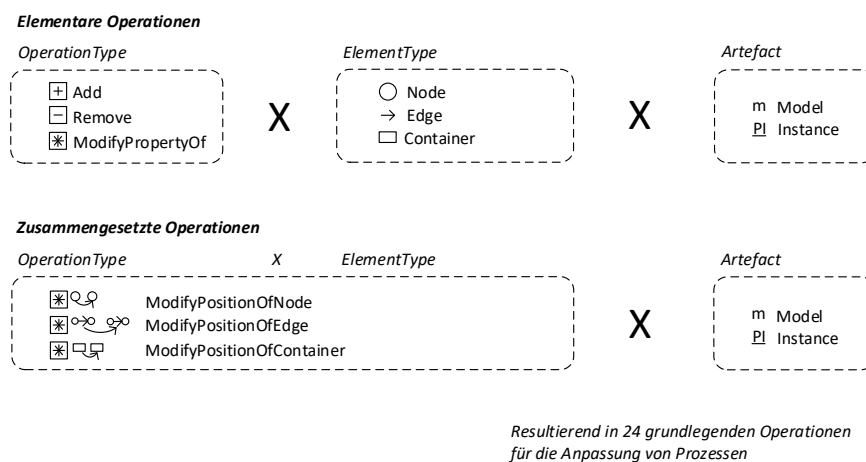 Elementare Operationen
OperationType
ElementType
Artefact
+ Add
− Remove
* ModifyPropertyOf
X
Node
Edge
Container
X
m Model
PI Instance
Zusammengesetzte Operationen
OperationType X ElementType
Artefact
* ModifyPositionOfNode
* ModifyPositionOfEdge
* ModifyPositionOfContainer
X
m Model
PI Instance
Resultierend in 24 grundlegenden Operationen
für die Anpassung von Prozessen